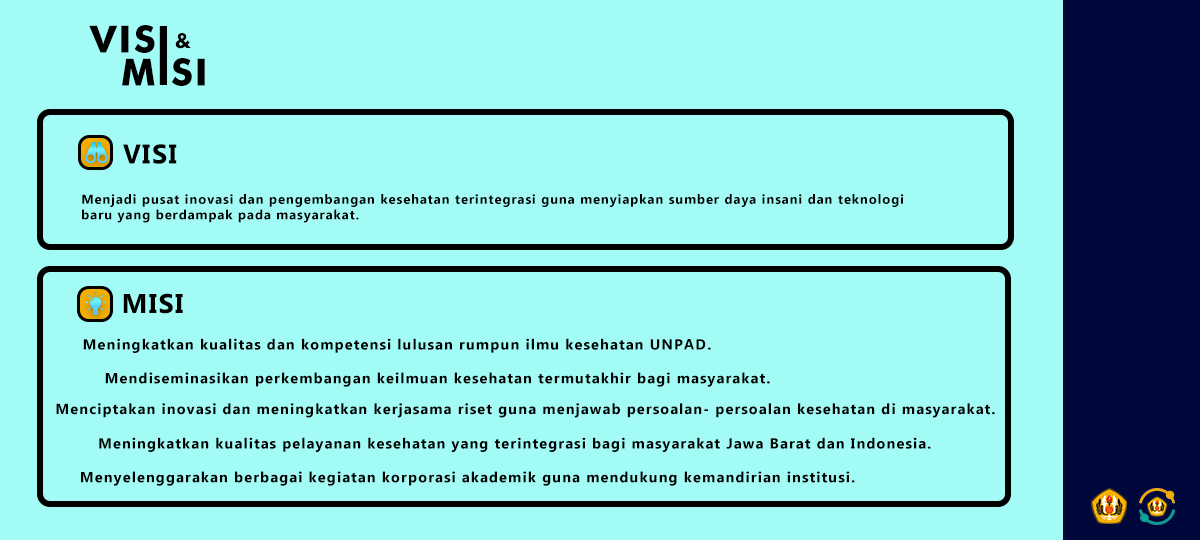 VISI &
MISI
VISI
Menjadi pusat inovasi dan pengembangan kesehatan terintegrasi guna menyiapkan sumber daya insani dan teknologi
baru yang berdampak pada masyarakat.
MISI
Meningkatkan kualitas dan kompetensi lulusan rumpun ilmu kesehatan UNPAD.
Mendiseminasikan perkembangan keilmuan kesehatan termutakhir bagi masyarakat.
Menciptakan inovasi dan meningkatkan kerjasama riset guna menjawab persoalan- persoalan kesehatan di masyarakat.
Meningkatkan kualitas pelayanan kesehatan yang terintegrasi bagi masyarakat Jawa Barat dan Indonesia.
Menyelenggarakan berbagai kegiatan korporasi akademik guna mendukung kemandirian institusi.